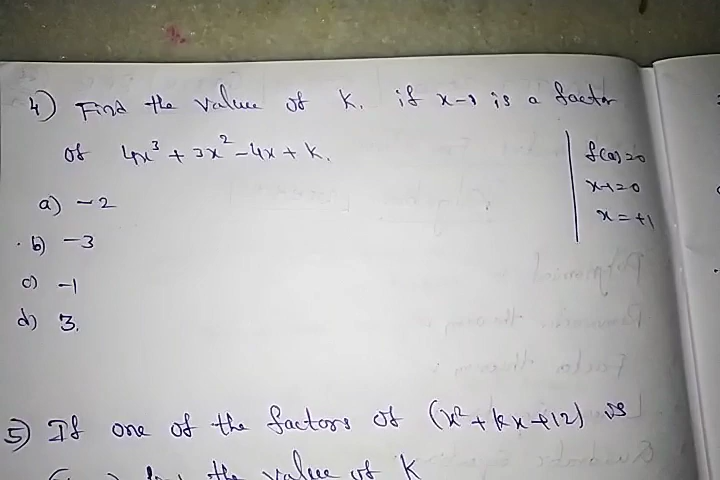 4) Find the value of K. if x-1 is a factor
of 4x³ + 3x² - 4x + k.
a) -2
b) -3
c) -1
d) 3.
f(a)=0
x-1=0
x = +1
5) If one of the factors of (x² + kx + 12) is
the value of K